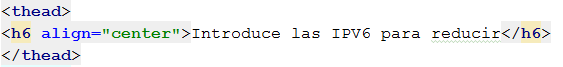 <thead>
<h6 align="center">Introduce las IPV6 para reducir</h6>
</thead>